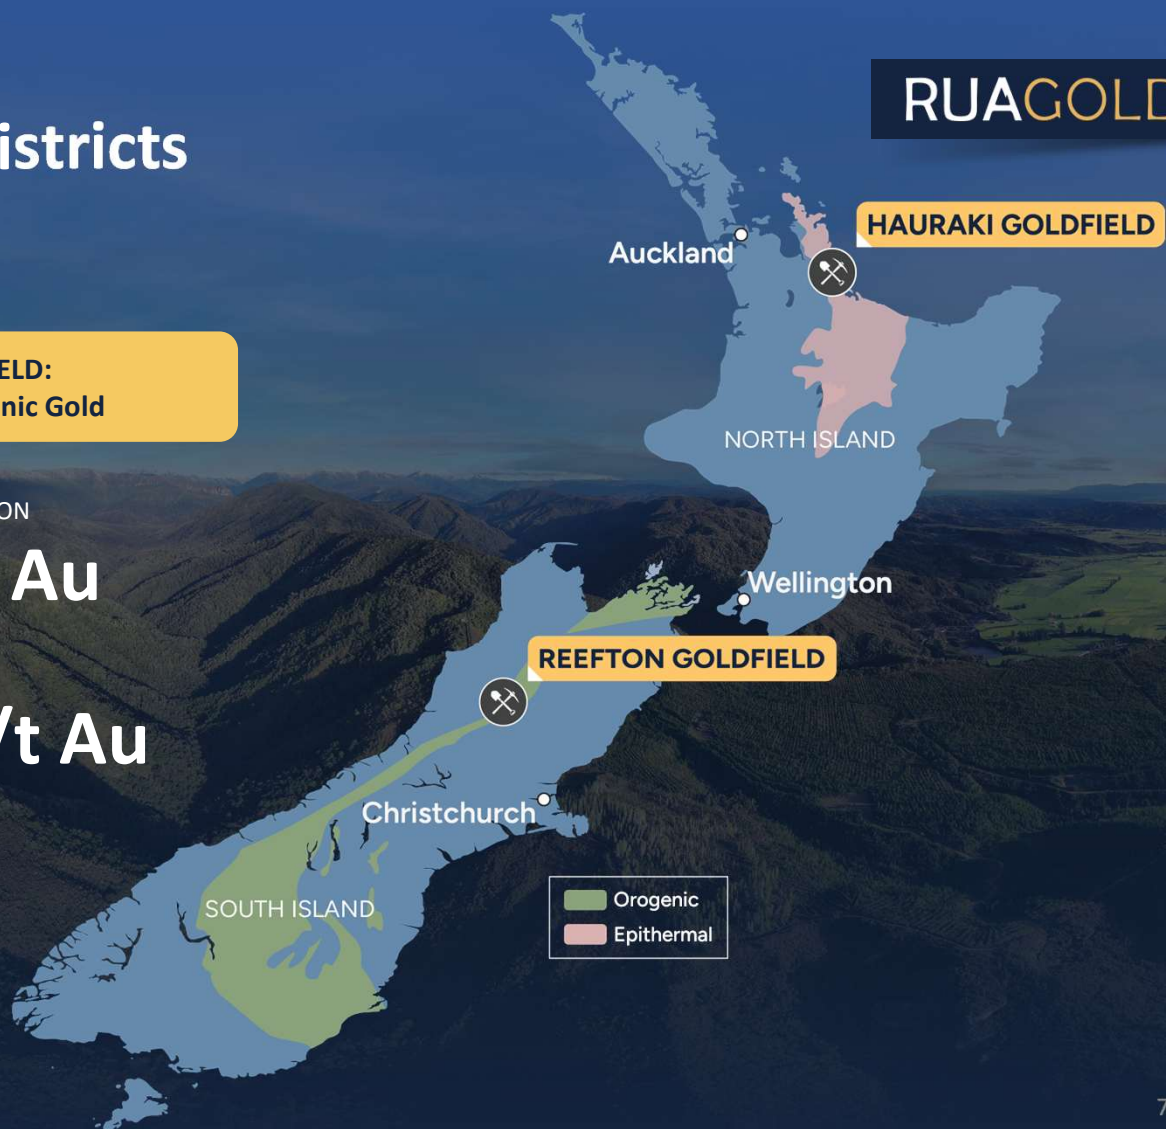 istricts
RUAGOLD
HAURAKI GOLDFIELD
Auckland
ELD:
nic Gold
NORTH ISLAND
ON
Au
Wellington
REEFTON GOLDFIELD
/t Au
Christchurch
SOUTH ISLAND
Orogenic
Epithermal
7